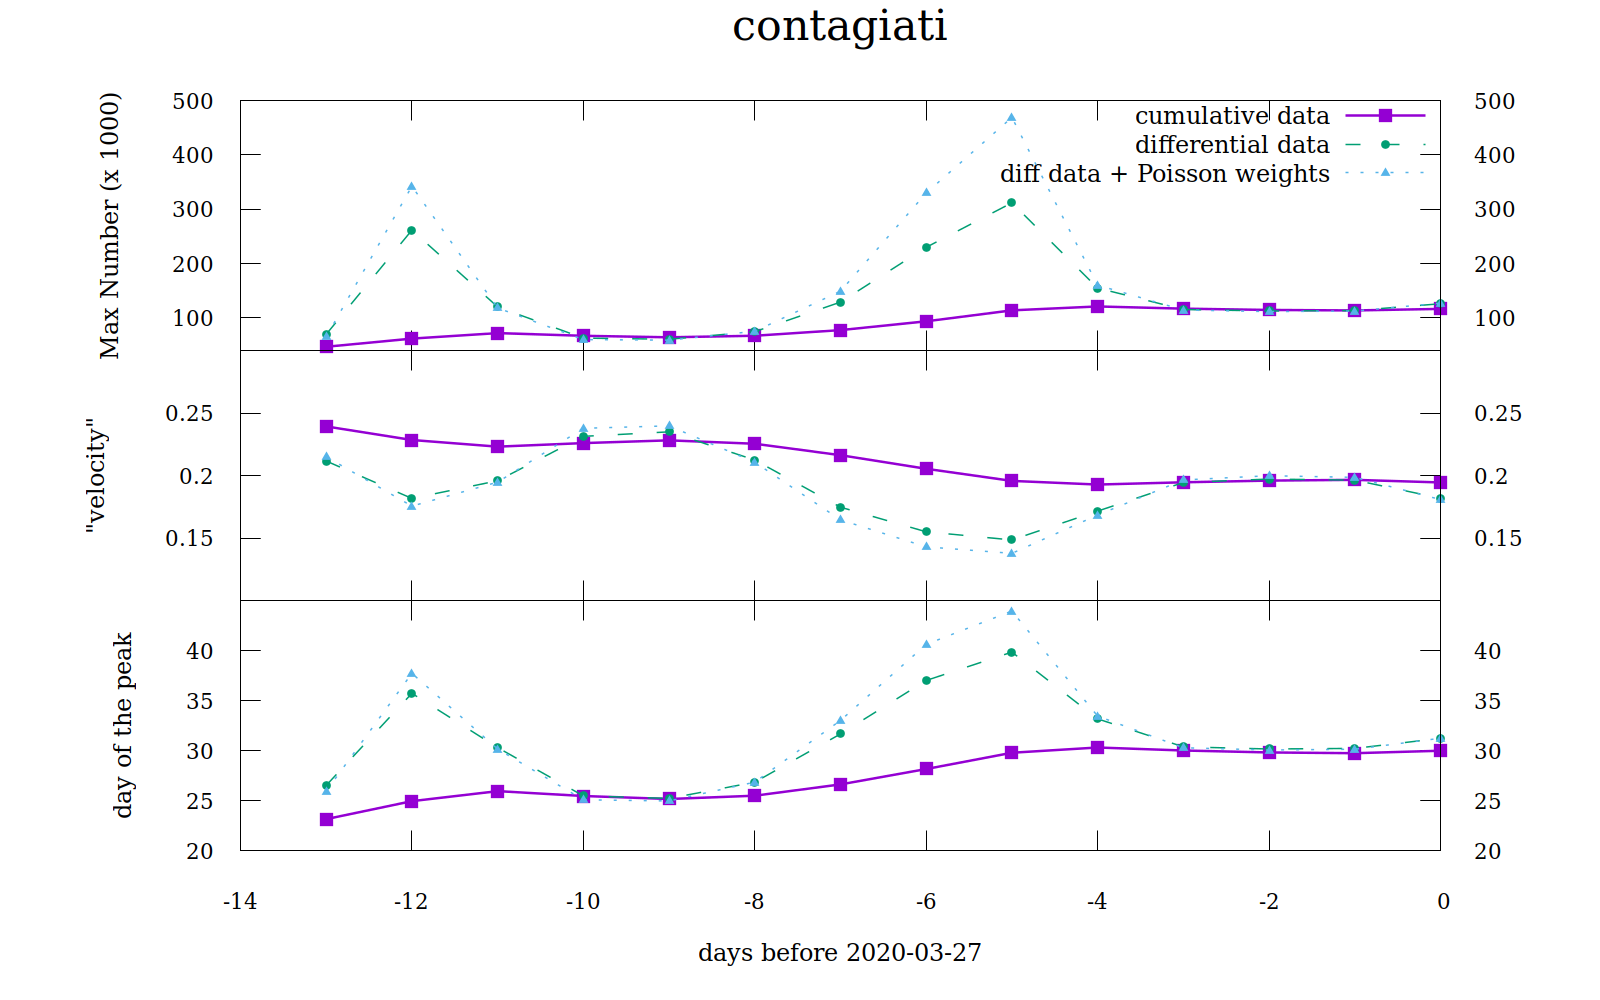 contagiati
Max Number (x 1000)
500
400
300
200
100
500
400
300
200
100
cumulative data
differential data
diff data + Poisson weights
"velocity"
0.25
0.2
0.15
0.25
0.2
0.15
day of the peak
40
35
30
25
20
40
35
30
25
20
-14 -12 -10 -8 -6 -4 -2 0
days before 2020-03-27